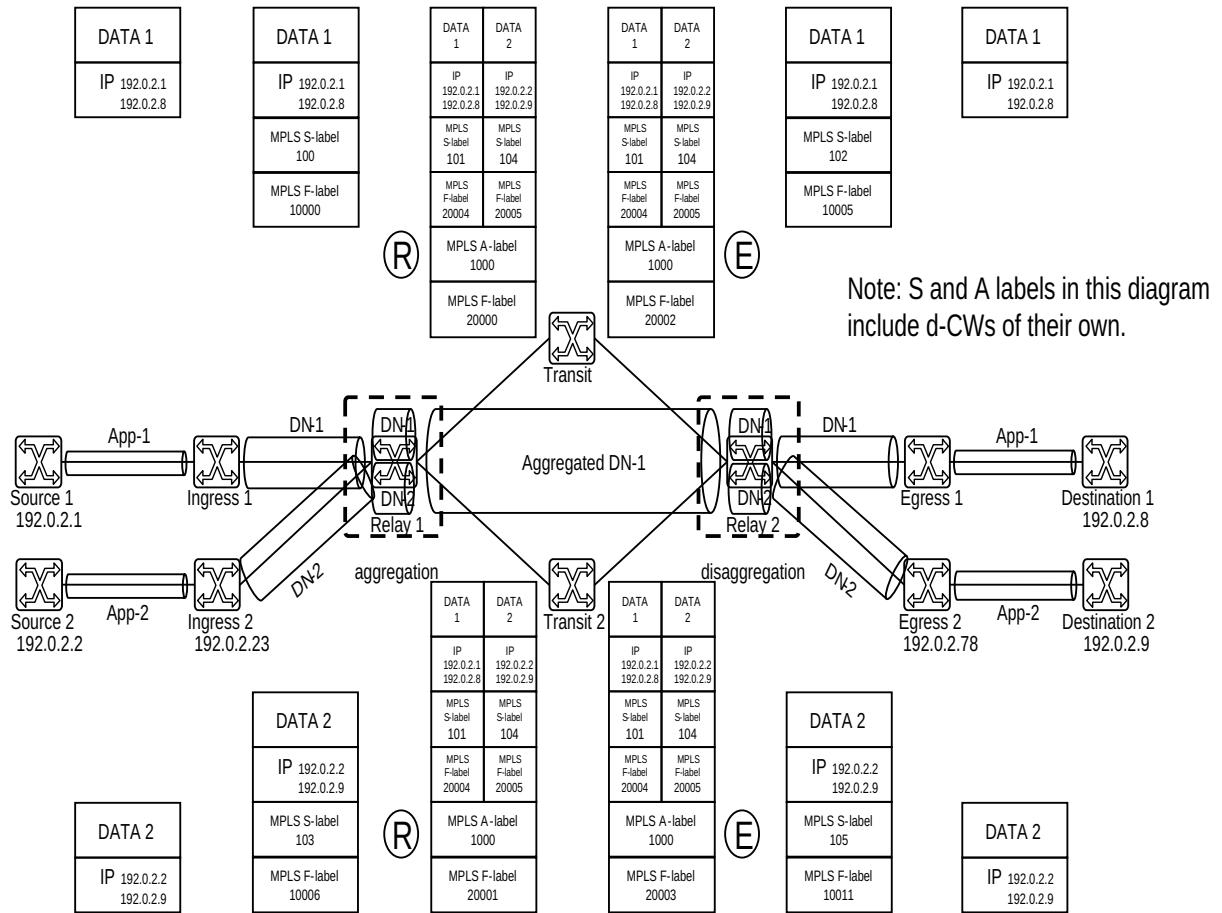 DATA 1
IP 192.0.2.1
192.0.2.8
DATA 1
IP 192.0.2.1
192.0.2.8
MPLS S-label
100
MPLS F-label
10000
DATA
1
DATA
2
IP
192.0.2.1
192.0.2.8
IP
192.0.2.2
192.0.2.9
MPLS
S-label
101
MPLS
S-label
104
MPLS
F-label
20004
MPLS
F-label
20005
MPLS A-label
1000
MPLS F-label
20000
R
DATA
1
DATA
2
IP
192.0.2.1
192.0.2.8
IP
192.0.2.2
192.0.2.9
MPLS
S-label
101
MPLS
S-label
104
MPLS
F-label
20004
MPLS
F-label
20005
MPLS A-label
1000
MPLS F-label
20002
E
DATA 1
IP 192.0.2.1
192.0.2.8
MPLS S-label
102
MPLS F-label
10005
DATA 1
IP 192.0.2.1
192.0.2.8
Note: S and A labels in this diagram
include d-CWs of their own.
Transit
App-1
DN-1
DN-1
DN-2
Aggregated DN-1
DN-1
DN-2
DN-1
App-1
Source 1
192.0.2.1
Ingress 1
Relay 1
Relay 2
Egress 1
Destination 1
192.0.2.8
App-2
DN-2
aggregation
disaggregation
DN-2
App-2
Source 2
192.0.2.2
Ingress 2
192.0.2.23
Transit 2
Egress 2
192.0.2.78
Destination 2
192.0.2.9
DATA 2
IP 192.0.2.2
192.0.2.9
DATA 2
IP 192.0.2.2
192.0.2.9
MPLS S-label
103
MPLS F-label
10006
R
DATA
1
DATA
2
IP
192.0.2.1
192.0.2.8
IP
192.0.2.2
192.0.2.9
MPLS
S-label
101
MPLS
S-label
104
MPLS
F-label
20004
MPLS
F-label
20005
MPLS A-label
1000
MPLS F-label
20001
DATA
1
DATA
2
IP
192.0.2.1
192.0.2.8
IP
192.0.2.2
192.0.2.9
MPLS
S-label
101
MPLS
S-label
104
MPLS
F-label
20004
MPLS
F-label
20005
MPLS A-label
1000
MPLS F-label
20003
E
DATA 2
IP 192.0.2.2
192.0.2.9
MPLS S-label
105
MPLS F-label
10011
DATA 2
IP 192.0.2.2
192.0.2.9